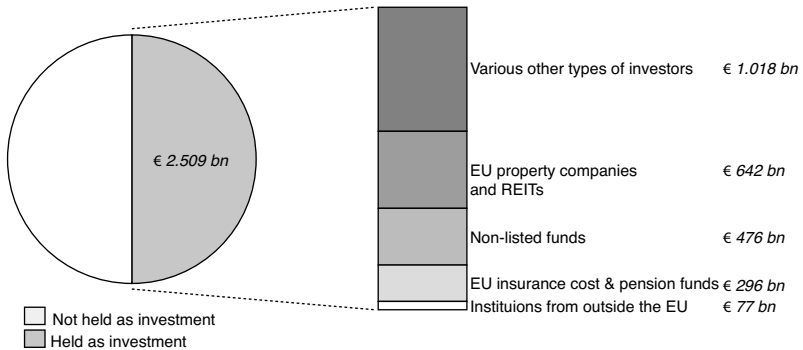 € 2.509 bn
Not held as investment
Held as investment
Various other types of investors € 1.018 bn
EU property companies € 642 bn
and REITs
Non-listed funds € 476 bn
EU insurance cost & pension funds € 296 bn
Instituions from outside the EU € 77 bn